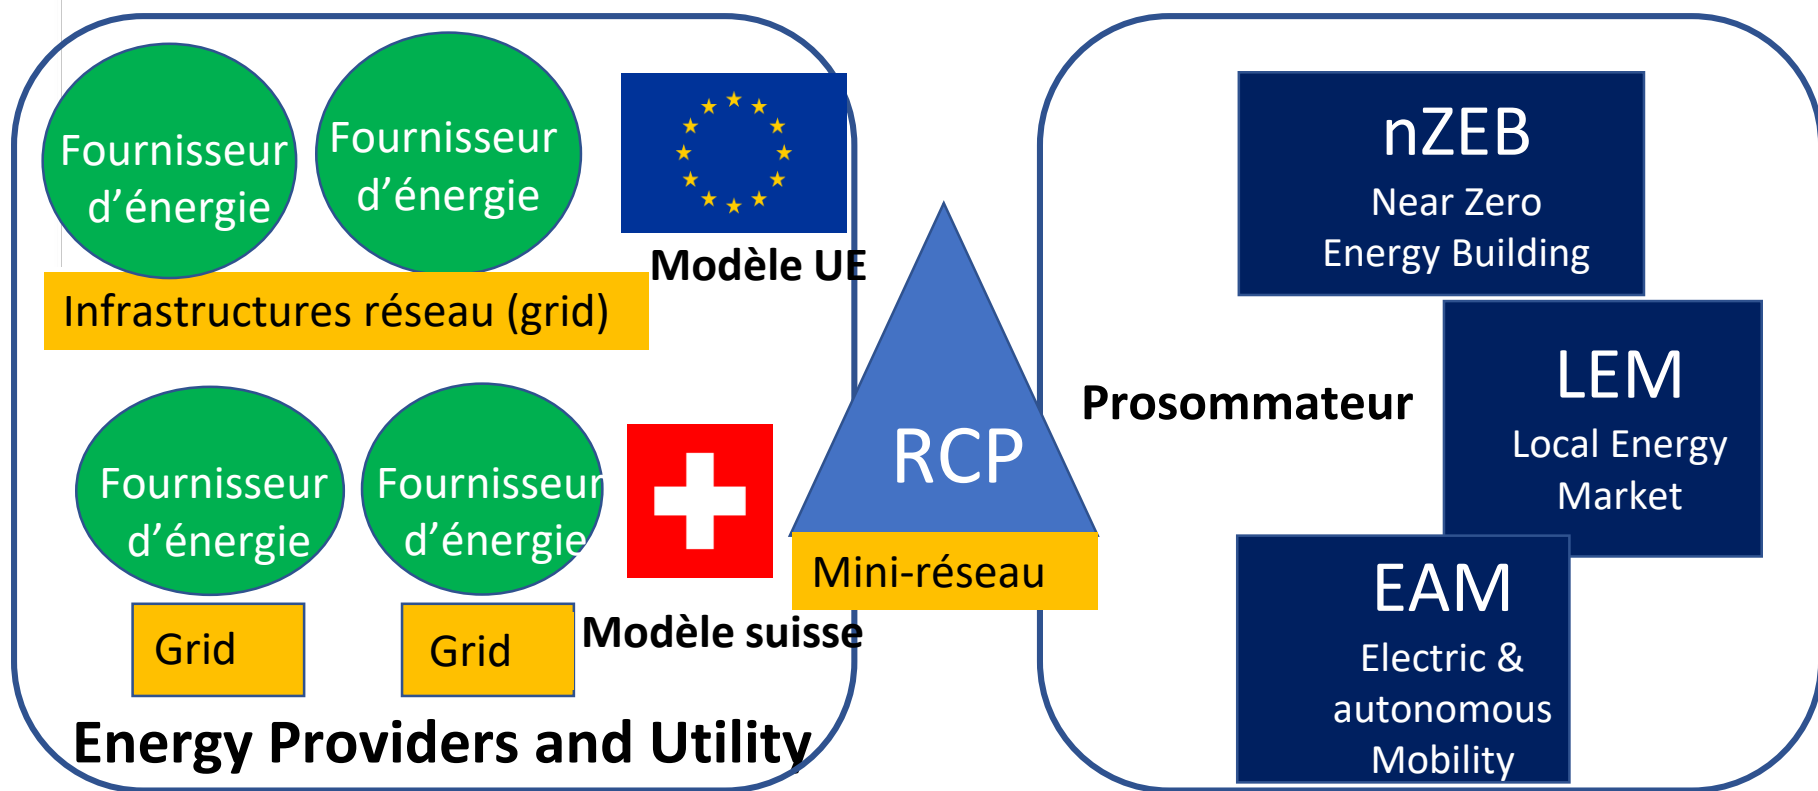 Fournisseur
d’énergie
Fournisseur
d’énergie
Modèle UE
Infrastructures réseau (grid)
Fournisseur
d’énergie
Fournisseur
d’énergie
Grid
Grid
Modèle suisse
Energy Providers and Utility
RCP
Mini-réseau
Prosommateur
nZEB
Near Zero
Energy Building
LEM
Local Energy
Market
EAM
Electric &
autonomous
Mobility